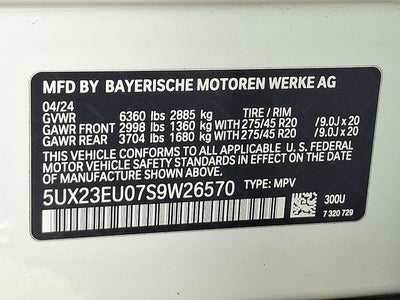 MFD BY BAYERISCHE MOTOREN WERKE AG
04/24
GVWR 6360 lbs 2885 kg TIRE / RIM
GAWR FRONT 2998 lbs 1360 kg WITH 275/45 R20 / 9.0J x 20
GAWR REAR 3704 lbs 1680 kg WITH 275/45 R20 / 9.0J x 20
THIS VEHICLE CONFORMS TO ALL APPLICABLE U. S. FEDERAL
MOTOR VEHICLE SAFETY STANDARDS IN EFFECT ON THE
DATE OF MANUFACTURE SHOWN ABOVE.
5UX23EU07S9W26570 TYPE: MPV
300U
7 320 729